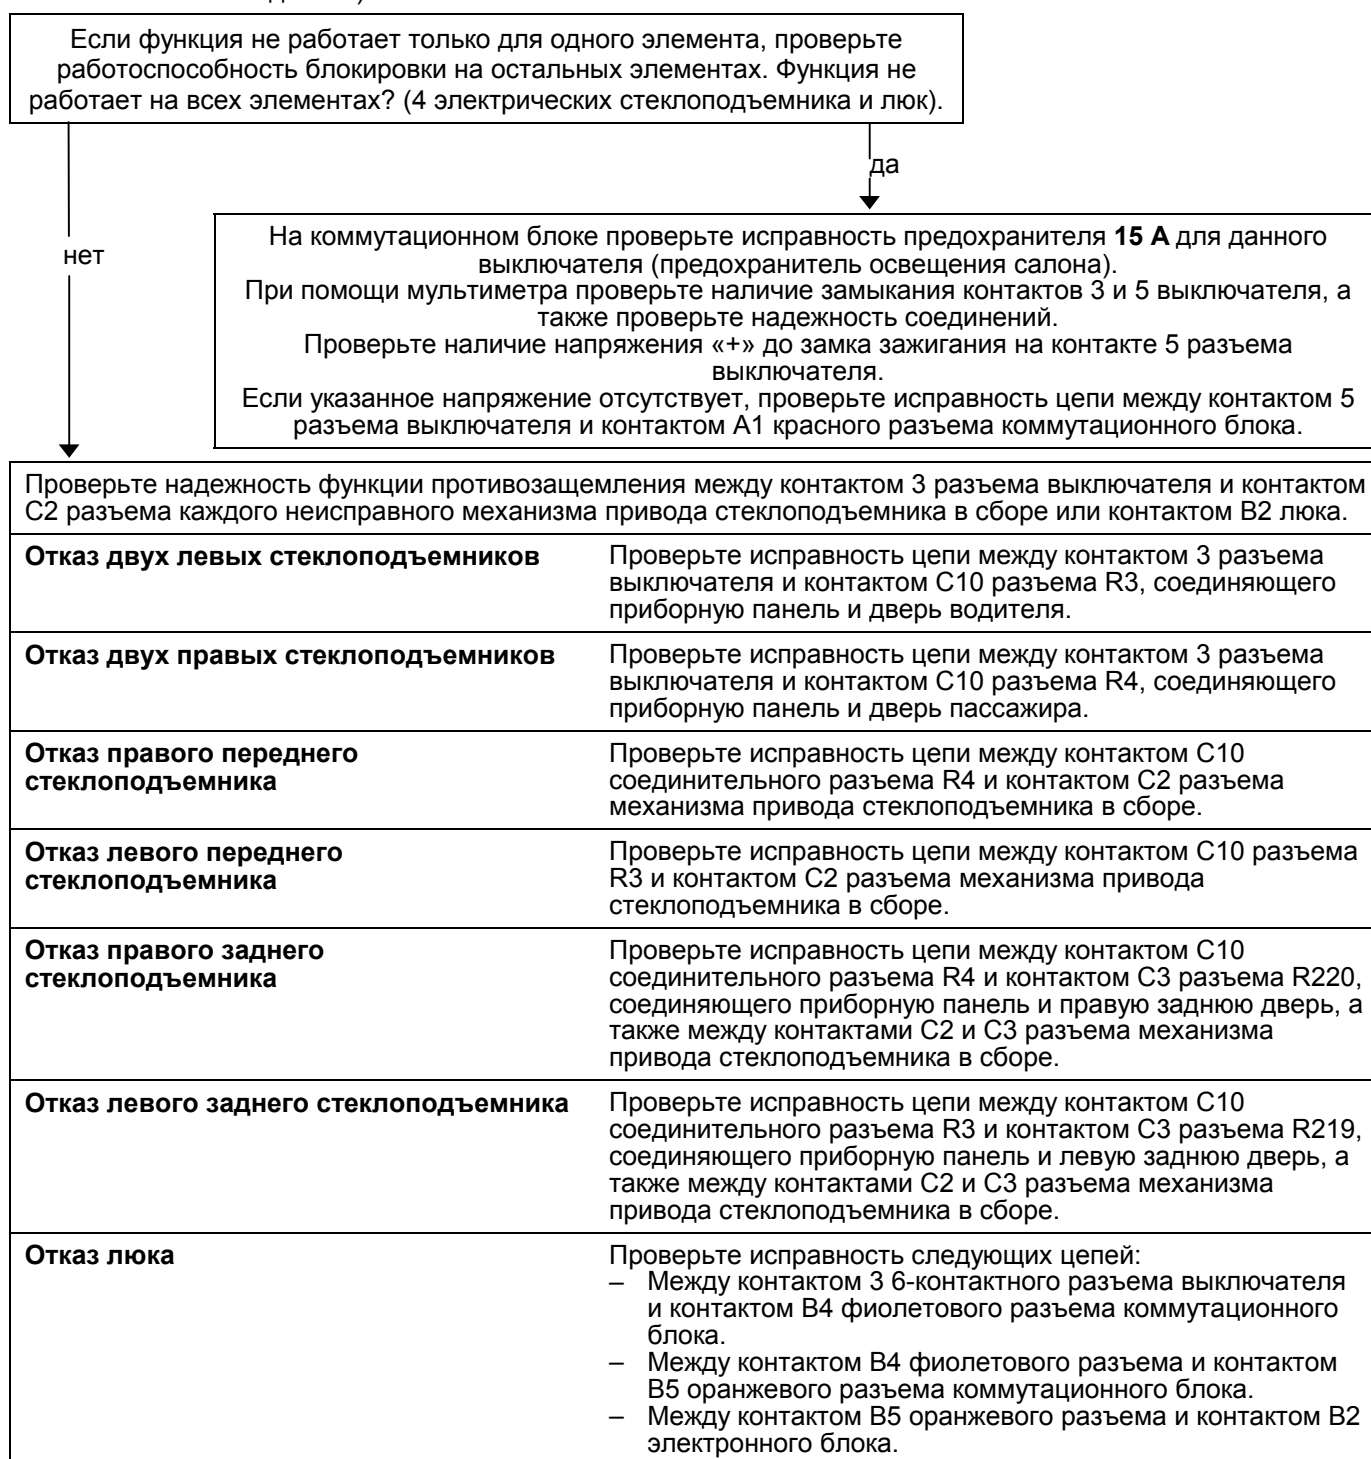 Если функция не работает только для одного элемента, проверьте
работоспособность блокировки на остальных элементах. Функция не
работает на всех элементах? (4 электрических стеклоподъемника и люк).
да
нет
На коммутационном блоке проверьте исправность предохранителя 15 А для данного
выключателя (предохранитель освещения салона).
При помощи мультиметра проверьте наличие замыкания контактов 3 и 5 выключателя, а
также проверьте надежность соединений.
Проверьте наличие напряжения «+» до замка зажигания на контакте 5 разъема
выключателя.
Если указанное напряжение отсутствует, проверьте исправность цепи между контактом 5
разъема выключателя и контактом А1 красного разъема коммутационного блока.
Проверьте надежность функции противозащемления между контактом 3 разъема выключателя и контактом
С2 разъема каждого неисправного механизма привода стеклоподъемника в сборе или контактом В2 люка.
Отказ двух левых стеклоподъемников
Проверьте исправность цепи между контактом 3 разъема
выключателя и контактом С10 разъема R3, соединяющего
приборную панель и дверь водителя.
Отказ двух правых стеклоподъемников
Проверьте исправность цепи между контактом 3 разъема
выключателя и контактом С10 разъема R4, соединяющего
приборную панель и дверь пассажира.
Отказ правого переднего
стеклоподъемника
Проверьте исправность цепи между контактом С10
соединительного разъема R4 и контактом С2 разъема
механизма привода стеклоподъемника в сборе.
Отказ левого переднего
стеклоподъемника
Проверьте исправность цепи между контактом С10 разъема
R3 и контактом С2 разъема механизма привода
стеклоподъемника в сборе.
Отказ правого заднего
стеклоподъемника
Проверьте исправность цепи между контактом С10
соединительного разъема R4 и контактом С3 разъема R220,
соединяющего приборную панель и правую заднюю дверь, а
также между контактами С2 и С3 разъема механизма
привода стеклоподъемника в сборе.
Отказ левого заднего стеклоподъемника
Проверьте исправность цепи между контактом С10
соединительного разъема R3 и контактом С3 разъема R219,
соединяющего приборную панель и левую заднюю дверь, а
также между контактами С2 и С3 разъема механизма
привода стеклоподъемника в сборе.
Отказ люка
Проверьте исправность следующих цепей:
– Между контактом 3 6-контактного разъема выключателя
и контактом В4 фиолетового разъема коммутационного
блока.
– Между контактом В4 фиолетового разъема и контактом
В5 оранжевого разъема коммутационного блока.
– Между контактом В5 оранжевого разъема и контактом В2
электронного блока.